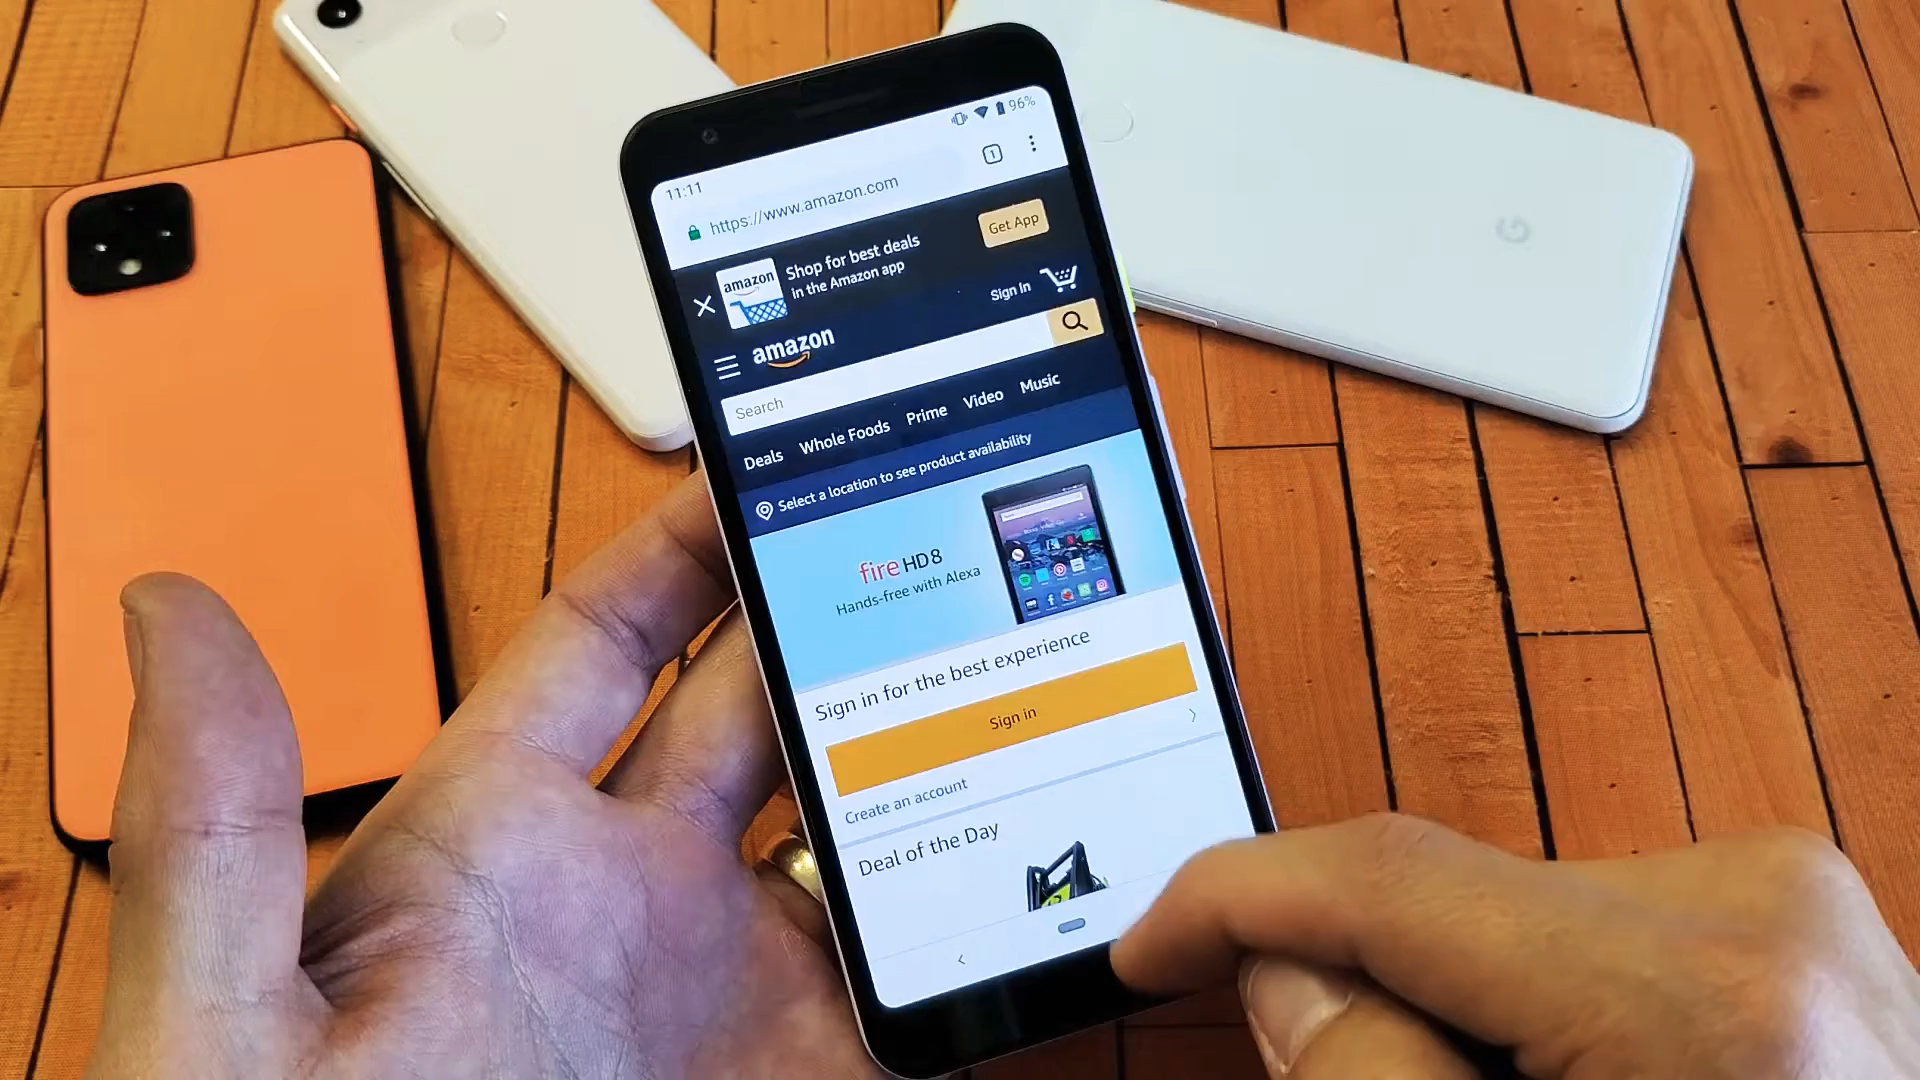 11:11
96%
https://www.amazon.com
1
amazon
Shop for best deals
in the Amazon app
Get App
amazon
Sign In
Search
Deals
Whole Foods
Prime
Video
Music
Select a location to see product availability
fire HD8
Hands-free with Alexa
Sign in for the best experience
Sign in
Create an account
Deal of the Day
G